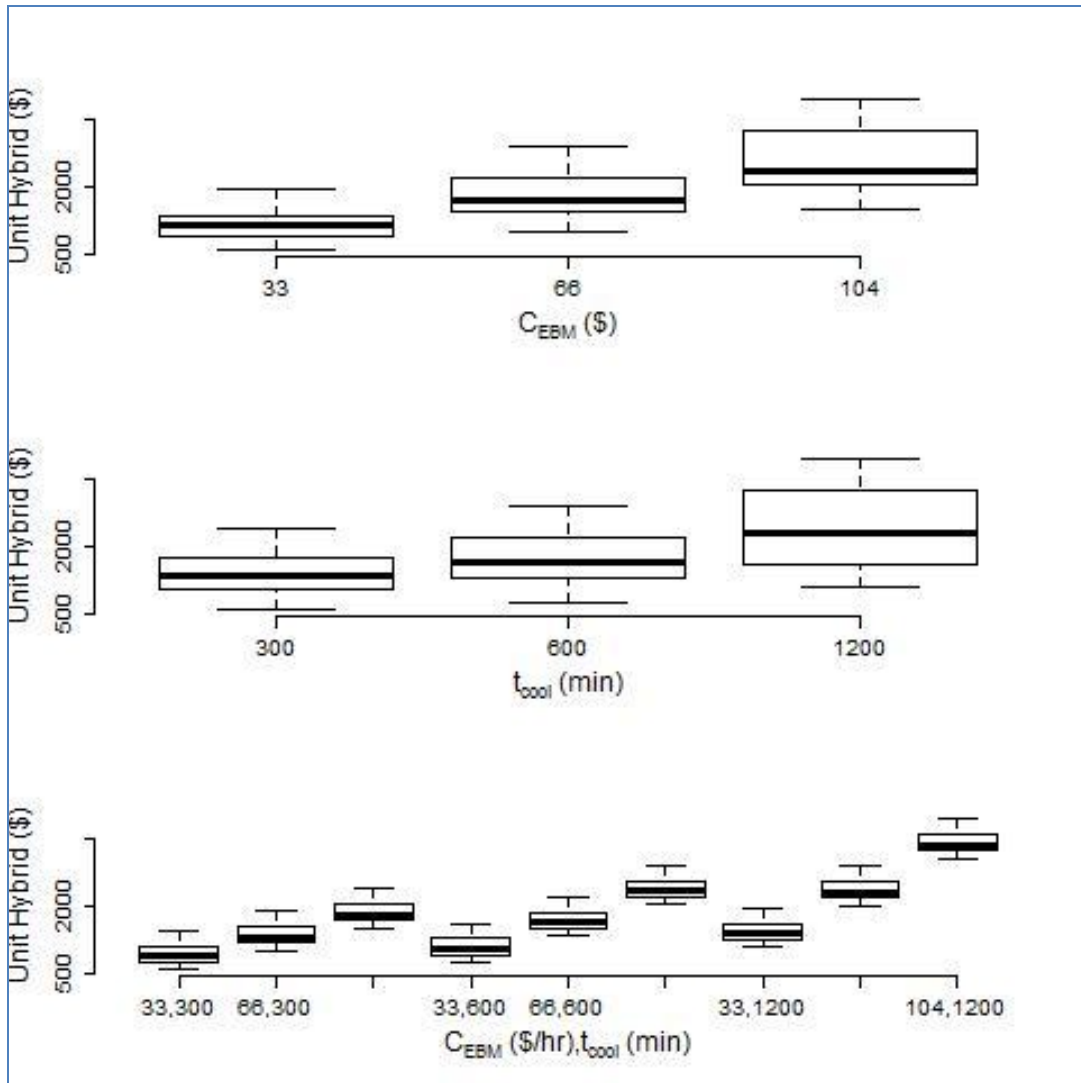 Unit Hybrid ($)
2000
500
33 66 104
C_EBM ($)
Unit Hybrid ($)
2000
500
300 600 1200
t_cool (min)
Unit Hybrid ($)
2000
500
33,300 66,300 33,600 66,600 33,1200 104,1200
C_EBM ($/hr),t_cool (min)